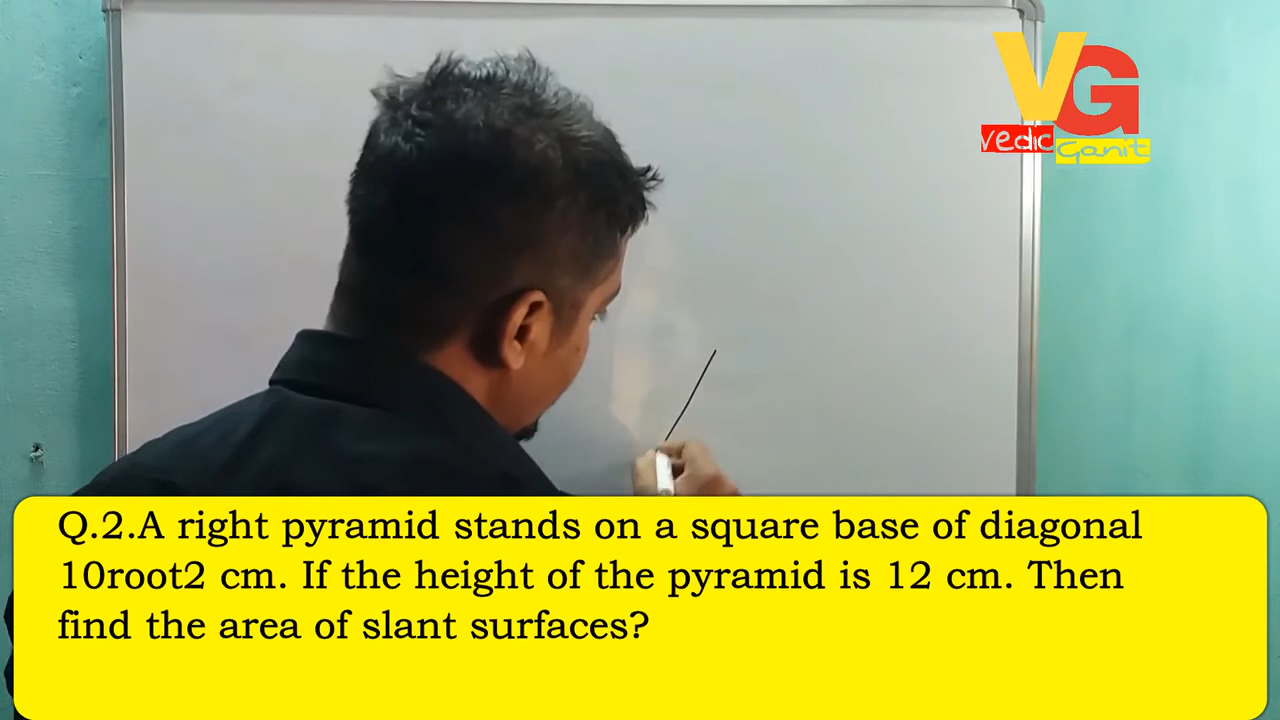 VG
vedic
Ganit
Q.2.A right pyramid stands on a square base of diagonal
10root2 cm. If the height of the pyramid is 12 cm. Then
find the area of slant surfaces?